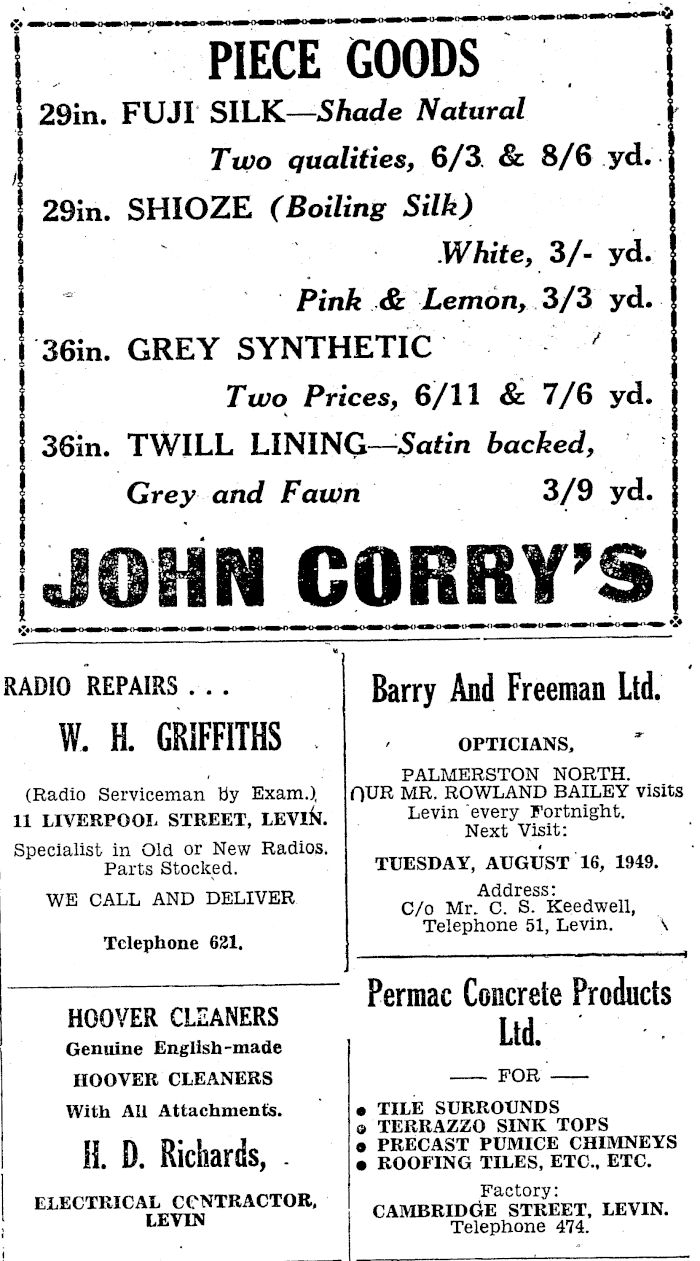 PIECE GOODS
29in. FUJI SILK—Shade Natural
Two qualities, 6/3 & 8/6 yd.
29in. SHIOZE (Boiling Silk)
White, 3/- yd.
Pink & Lemon, 3/3 yd.
36in. GREY SYNTHETIC
Two Prices, 6/11 & 7/6 yd.
36in. TWILL LINING—Satin backed,
Grey and Fawn 3/9 yd.
JOHN CORRY'S
RADIO REPAIRS . . .
W. H. GRIFFITHS
(Radio Serviceman by Exam.)
11 LIVERPOOL STREET, LEVIN.
Specialist in Old or New Radios.
Parts Stocked.
WE CALL AND DELIVER
Telephone 621.
HOOVER CLEANERS
Genuine English-made
HOOVER CLEANERS
With All Attachments.
H. D. Richards,
ELECTRICAL CONTRACTOR,
LEVIN
Barry And Freeman Ltd.
OPTICIANS,
PALMERSTON NORTH.
OUR MR. ROWLAND BAILEY visits
Levin every Fortnight.
Next Visit:
TUESDAY, AUGUST 16, 1949.
Address:
C/o Mr. C. S. Keedwell,
Telephone 51, Levin.
Permac Concrete Products
Ltd.
—— FOR ——
• TILE SURROUNDS
• TERRAZZO SINK TOPS
• PRECAST PUMICE CHIMNEYS
• ROOFING TILES, ETC., ETC.
Factory:
CAMBRIDGE STREET, LEVIN.
Telephone 474.